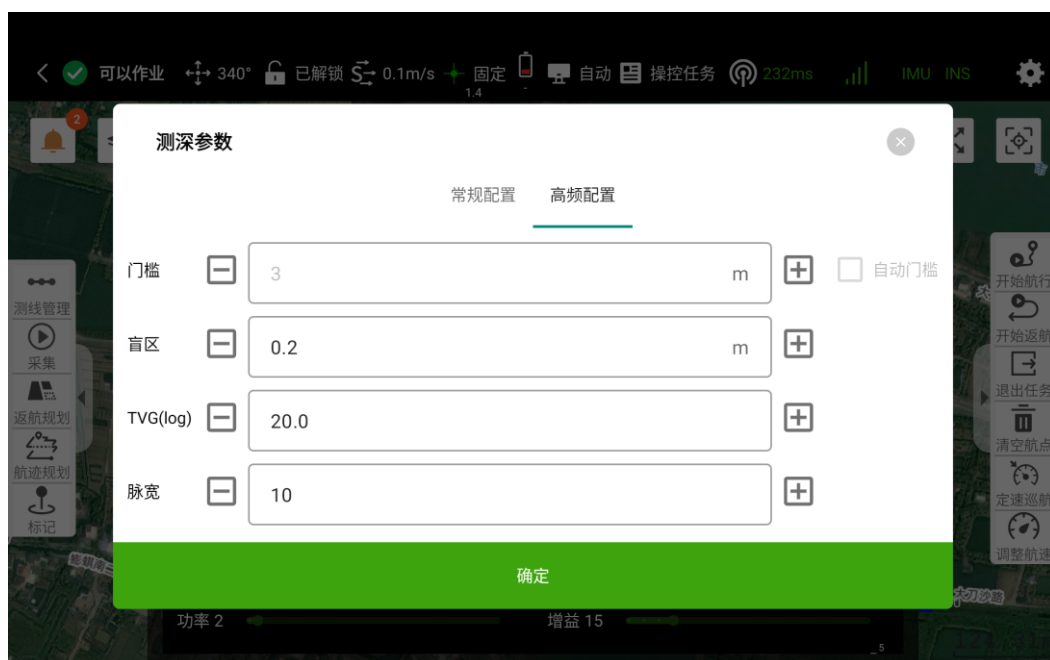 可以作业 340° 已解锁 0.1m/s 固定 自动 操控任务 232ms IMU INS
1.4 -
2
测深参数
常规配置 高频配置
门槛 3 m 自动门槛
盲区 0.2 m
TVG(log) 20.0
脉宽 10
确定
测线管理
采集
返航规划
航迹规划
标记
开始航行
开始返航
退出任务
清空航点
定速巡航
调整航速
大刀沙路
功率 2 增益 15
_5